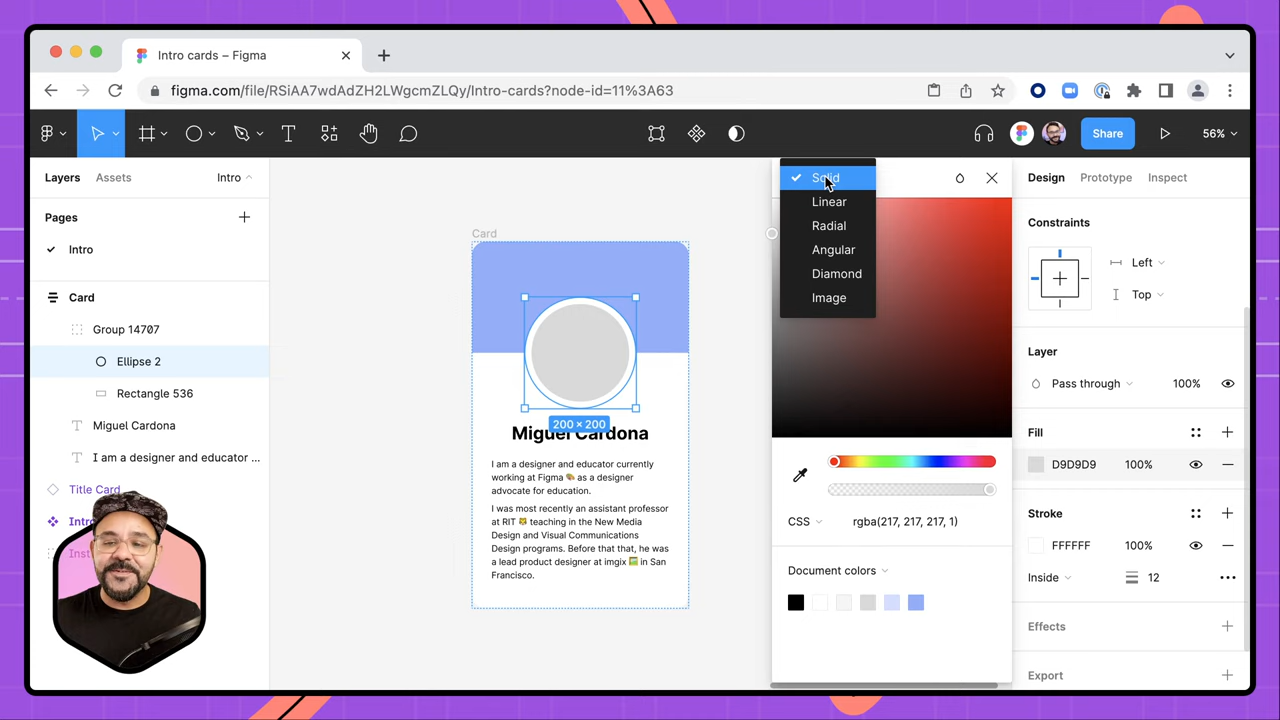 Intro cards – Figma
figma.com/file/RSiAA7wdAdZH2LWgcmZLQy/Intro-cards?node-id=11%3A63
Share
56%
Layers
Assets
Intro
Pages
Intro
Card
Group 14707
Ellipse 2
Rectangle 536
Miguel Cardona
I am a designer and educator ...
Title Card
Intro
Inst
Card
200 × 200
Miguel Cardona
I am a designer and educator currently
working at Figma 🎨 as a designer
advocate for education.
I was most recently an assistant professor
at RIT 🐯 teaching in the New Media
Design and Visual Communications
Design programs. Before that that, he was
a lead product designer at imgix 🌄 in San
Francisco.
Solid
Linear
Radial
Angular
Diamond
Image
CSS
rgba(217, 217, 217, 1)
Document colors
Design
Prototype
Inspect
Constraints
Left
Top
Layer
Pass through
100%
Fill
D9D9D9
100%
Stroke
FFFFFF
100%
Inside
12
Effects
Export